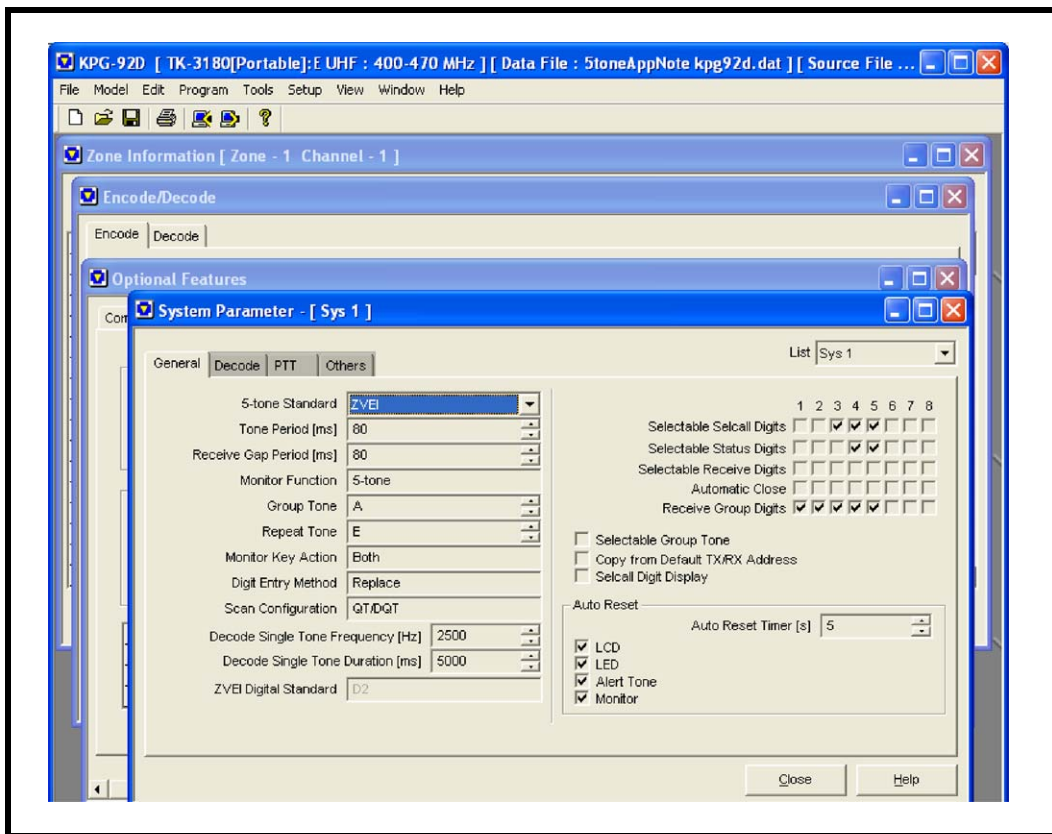 KPG-92D [ TK-3180[Portable]:E UHF : 400-470 MHz ] [ Data File : 5toneAppNote kpg92d.dat ] [ Source File ...
File Model Edit Program Tools Setup View Window Help
Zone Information [ Zone - 1 Channel - 1 ]
Encode/Decode
Encode Decode
Optional Features
Com
System Parameter - [ Sys 1 ]
List Sys 1
General Decode PTT Others
5-tone Standard ZVEI
Tone Period [ms] 80
Receive Gap Period [ms] 80
Monitor Function 5-tone
Group Tone A
Repeat Tone E
Monitor Key Action Both
Digit Entry Method Replace
Scan Configuration QT/DQT
Decode Single Tone Frequency [Hz] 2500
Decode Single Tone Duration [ms] 5000
ZVEI Digital Standard D2
1 2 3 4 5 6 7 8
Selectable Selcall Digits
Selectable Status Digits
Selectable Receive Digits
Automatic Close
Receive Group Digits
Selectable Group Tone
Copy from Default TX/RX Address
Selcall Digit Display
Auto Reset
Auto Reset Timer [s] 5
LCD
LED
Alert Tone
Monitor
Close Help